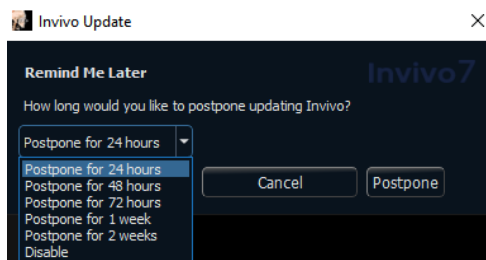 Invivo Update
Remind Me Later
Invivo7
How long would you like to postpone updating Invivo?
Postpone for 24 hours
Postpone for 24 hours
Postpone for 48 hours
Postpone for 72 hours
Postpone for 1 week
Postpone for 2 weeks
Disable
Cancel
Postpone